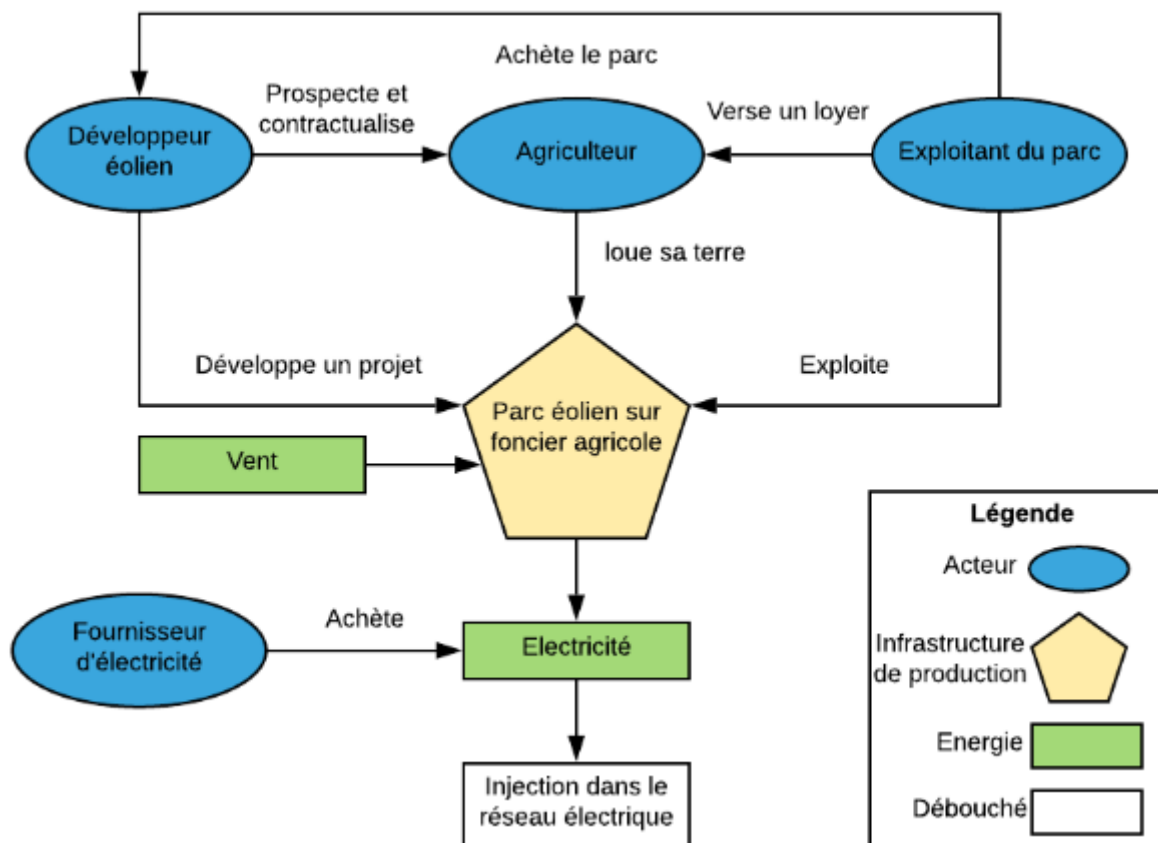 Achète le parc
Prospecte et
contractualise
Verse un loyer
Développeur
éolien
Agriculteur
Exploitant du parc
loue sa terre
Développe un projet
Exploite
Parc éolien sur
foncier agricole
Vent
Fournisseur
d'électricité
Achète
Electricité
Injection dans le
réseau électrique
Légende
Acteur
Infrastructure
de production
Energie
Débouché